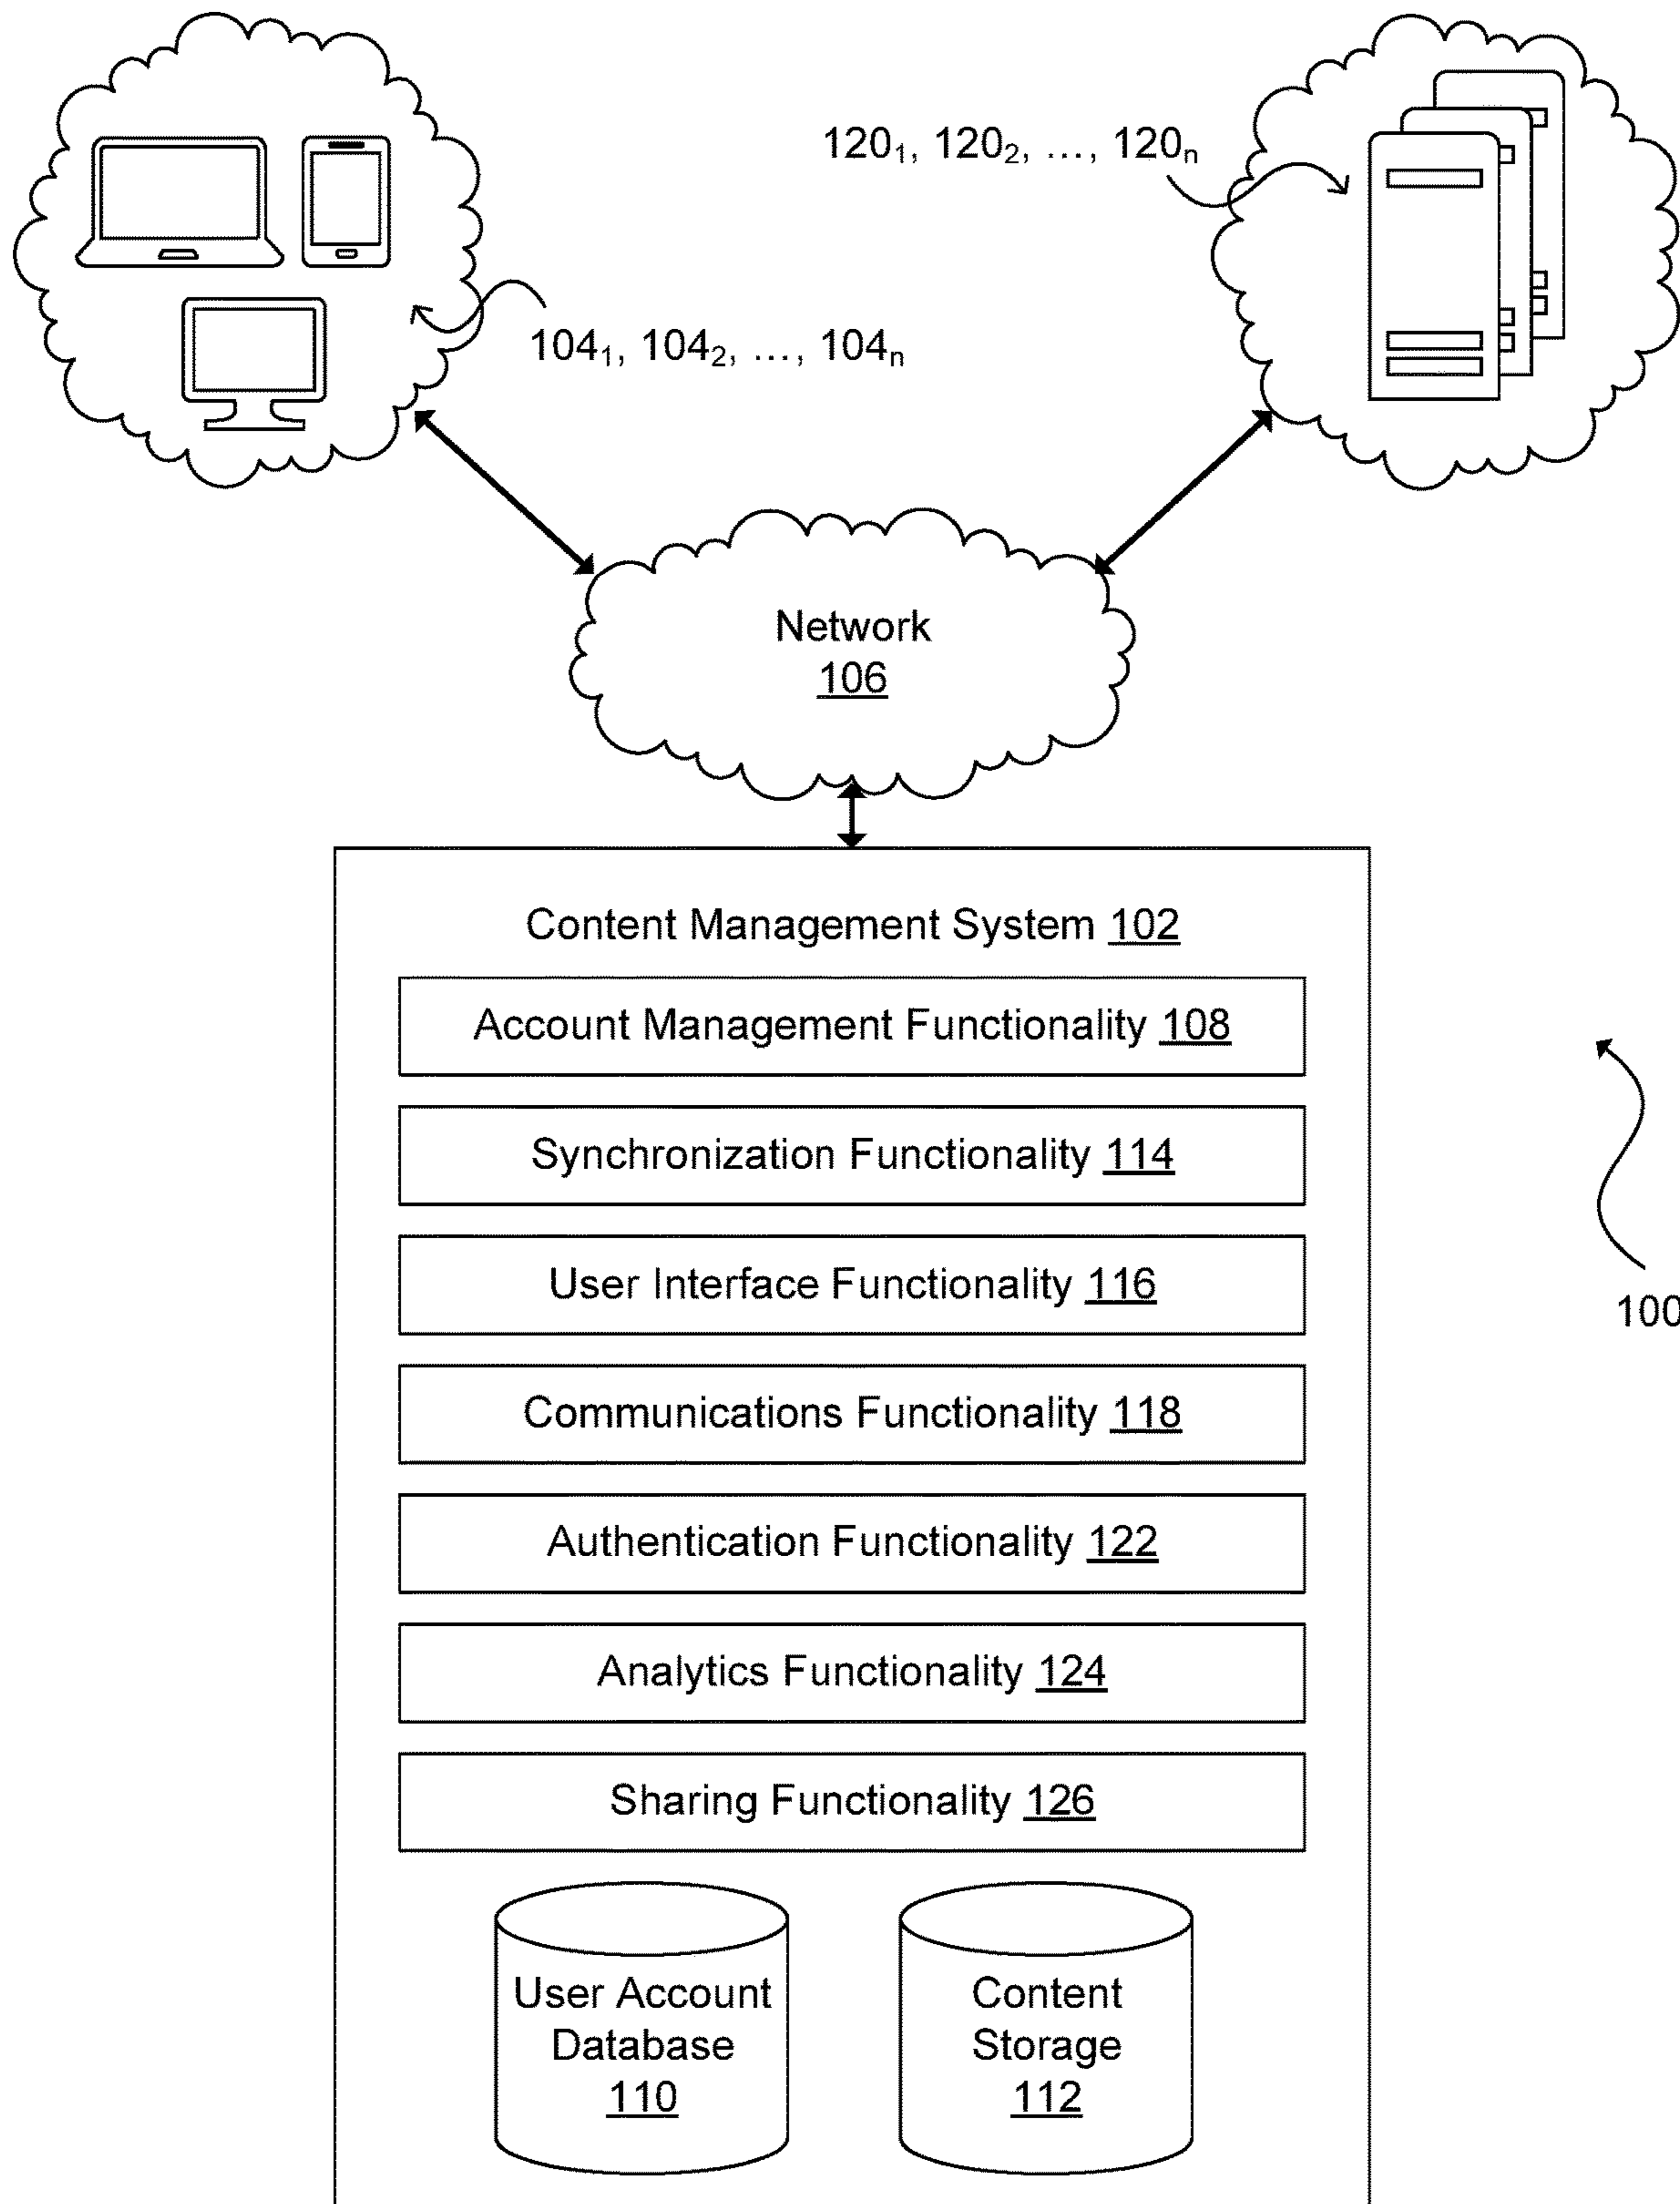 120₁, 120₂, ..., 120ₙ
104₁, 104₂, ..., 104ₙ
Network
106
Content Management System 102
Account Management Functionality 108
Synchronization Functionality 114
User Interface Functionality 116
100
Communications Functionality 118
Authentication Functionality 122
Analytics Functionality 124
Sharing Functionality 126
User Account
Database
110
Content
Storage
112